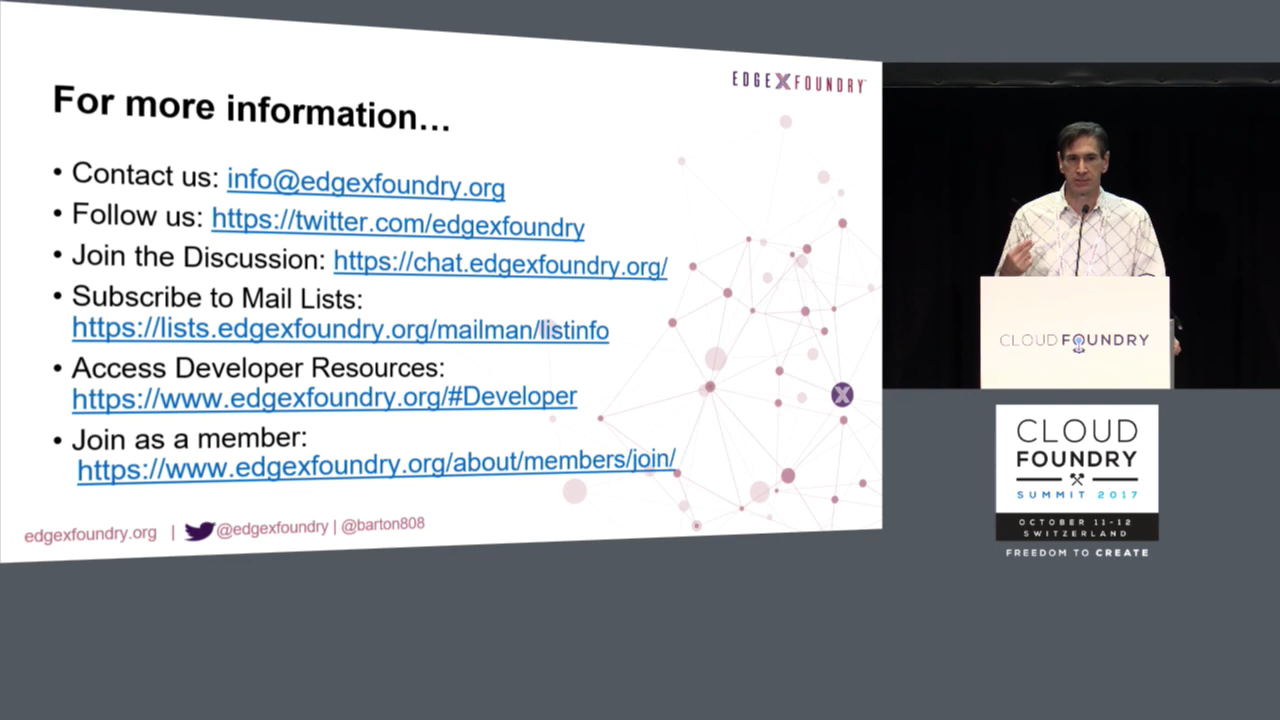 EDGE X FOUNDRY
For more information…
• Contact us: info@edgexfoundry.org
• Follow us: https://twitter.com/edgexfoundry
• Join the Discussion: https://chat.edgexfoundry.org/
• Subscribe to Mail Lists:
https://lists.edgexfoundry.org/mailman/listinfo
• Access Developer Resources:
https://www.edgexfoundry.org/#Developer
• Join as a member:
https://www.edgexfoundry.org/about/members/join/
X
edgexfoundry.org | @edgexfoundry | @barton808
CLOUD FOUNDRY
CLOUD
FOUNDRY
SUMMIT 2017
OCTOBER 11-12
SWITZERLAND
FREEDOM TO CREATE